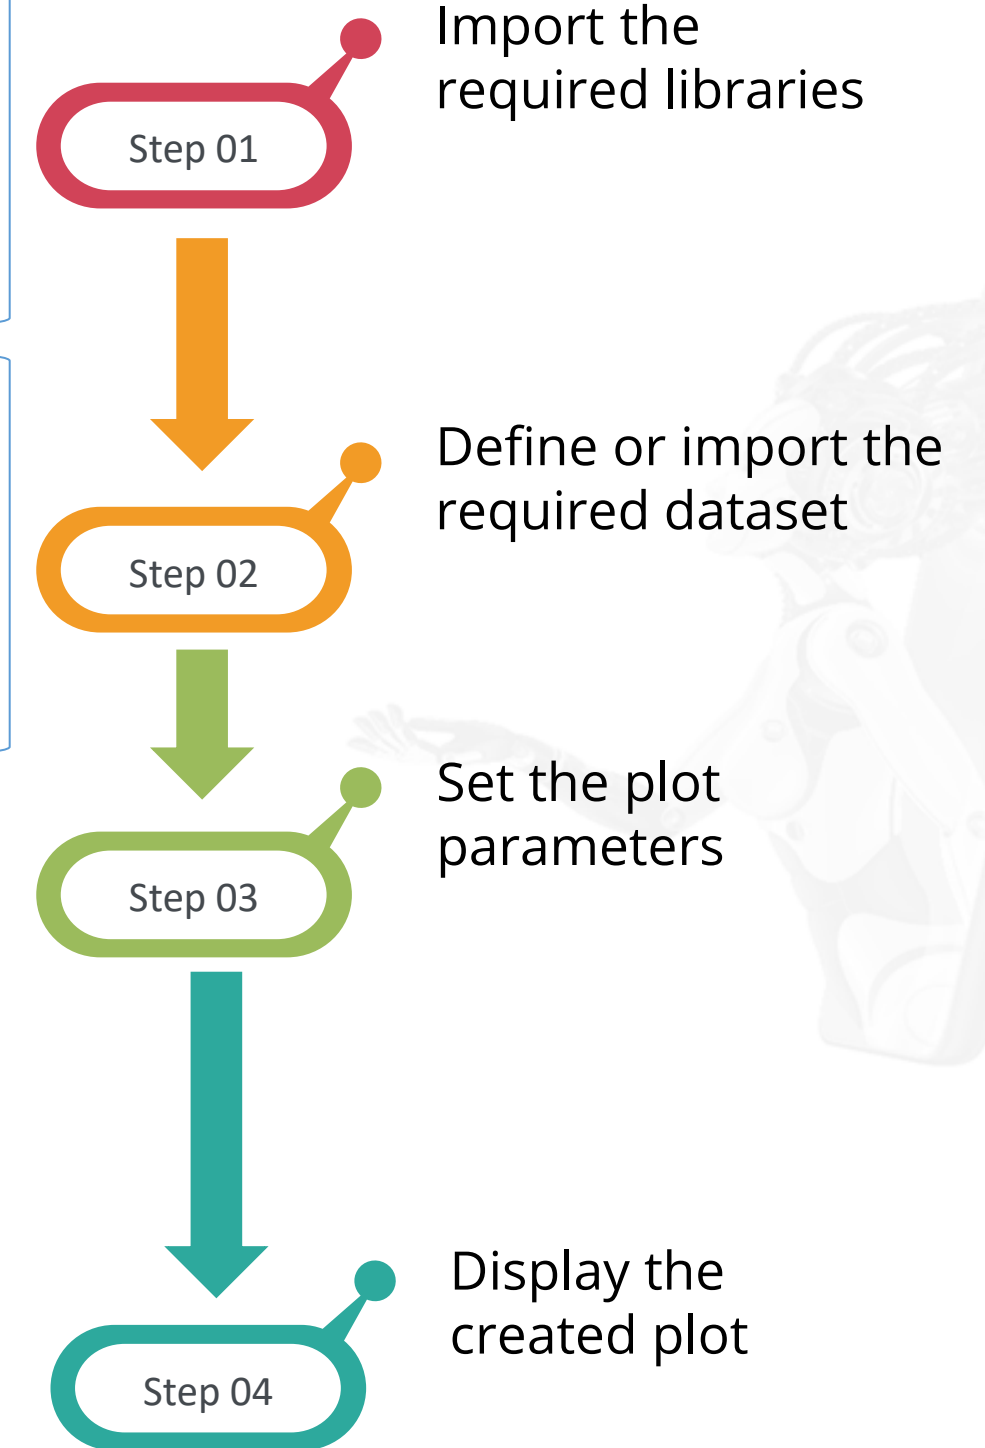 Import the
required libraries
Step 01
Define or import the
required dataset
Step 02
Set the plot
parameters
Step 03
Display the
created plot
Step 04